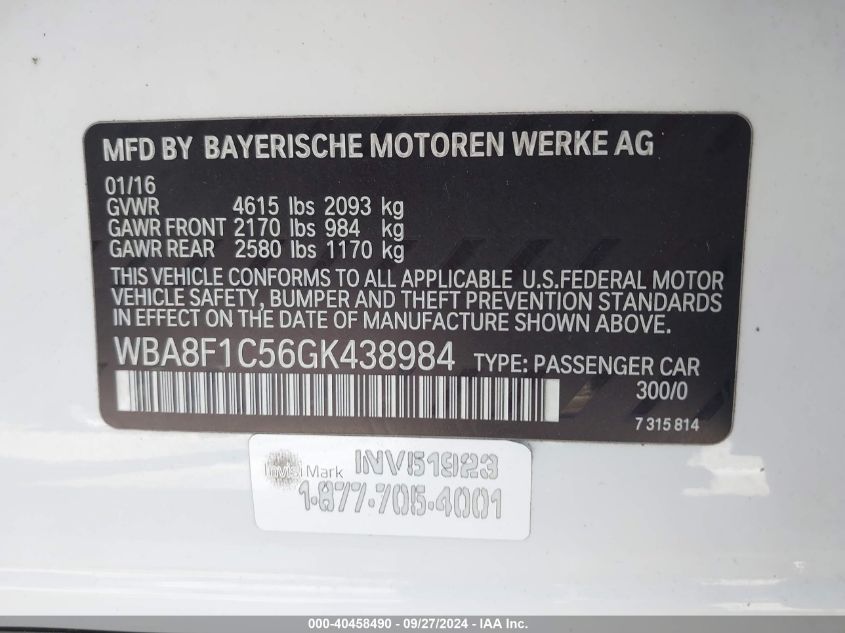 MFD BY BAYERISCHE MOTOREN WERKE AG
01/16
GVWR 4615 lbs 2093 kg
GAWR FRONT 2170 lbs 984 kg
GAWR REAR 2580 lbs 1170 kg
THIS VEHICLE CONFORMS TO ALL APPLICABLE U.S.FEDERAL MOTOR
VEHICLE SAFETY, BUMPER AND THEFT PREVENTION STANDARDS
IN EFFECT ON THE DATE OF MANUFACTURE SHOWN ABOVE.
WBA8F1C56GK438984 TYPE: PASSENGER CAR
300/0
7 315 814
InvisiMark INV51923
1-877-705-4001
000-40458490 - 09/27/2024 - IAA Inc.